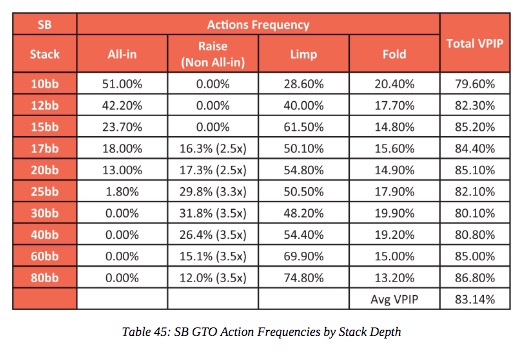 SB Actions Frequency Total VPIP
Stack All-in Raise (Non All-in) Limp Fold
10bb 51.00% 0.00% 28.60% 20.40% 79.60%
12bb 42.20% 0.00% 40.00% 17.70% 82.30%
15bb 23.70% 0.00% 61.50% 14.80% 85.20%
17bb 18.00% 16.3% (2.5x) 50.10% 15.60% 84.40%
20bb 13.00% 17.3% (2.5x) 54.80% 14.90% 85.10%
25bb 1.80% 29.8% (3.3x) 50.50% 17.90% 82.10%
30bb 0.00% 31.8% (3.5x) 48.20% 19.90% 80.10%
40bb 0.00% 26.4% (3.5x) 54.40% 19.20% 80.80%
60bb 0.00% 15.1% (3.5x) 69.90% 15.00% 85.00%
80bb 0.00% 12.0% (3.5x) 74.80% 13.20% 86.80%
Avg VPIP 83.14%
Table 45: SB GTO Action Frequencies by Stack Depth